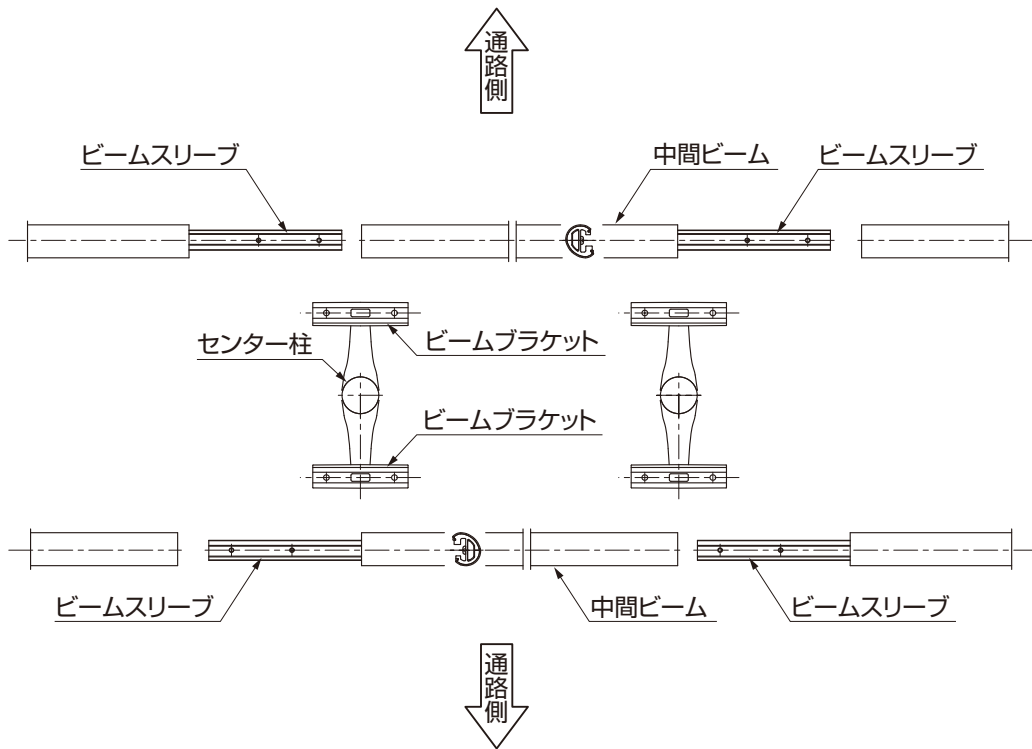 通路側
ビームスリーブ
中間ビーム
ビームスリーブ
センター柱
ビームブラケット
ビームブラケット
ビームスリーブ
中間ビーム
ビームスリーブ
通路側